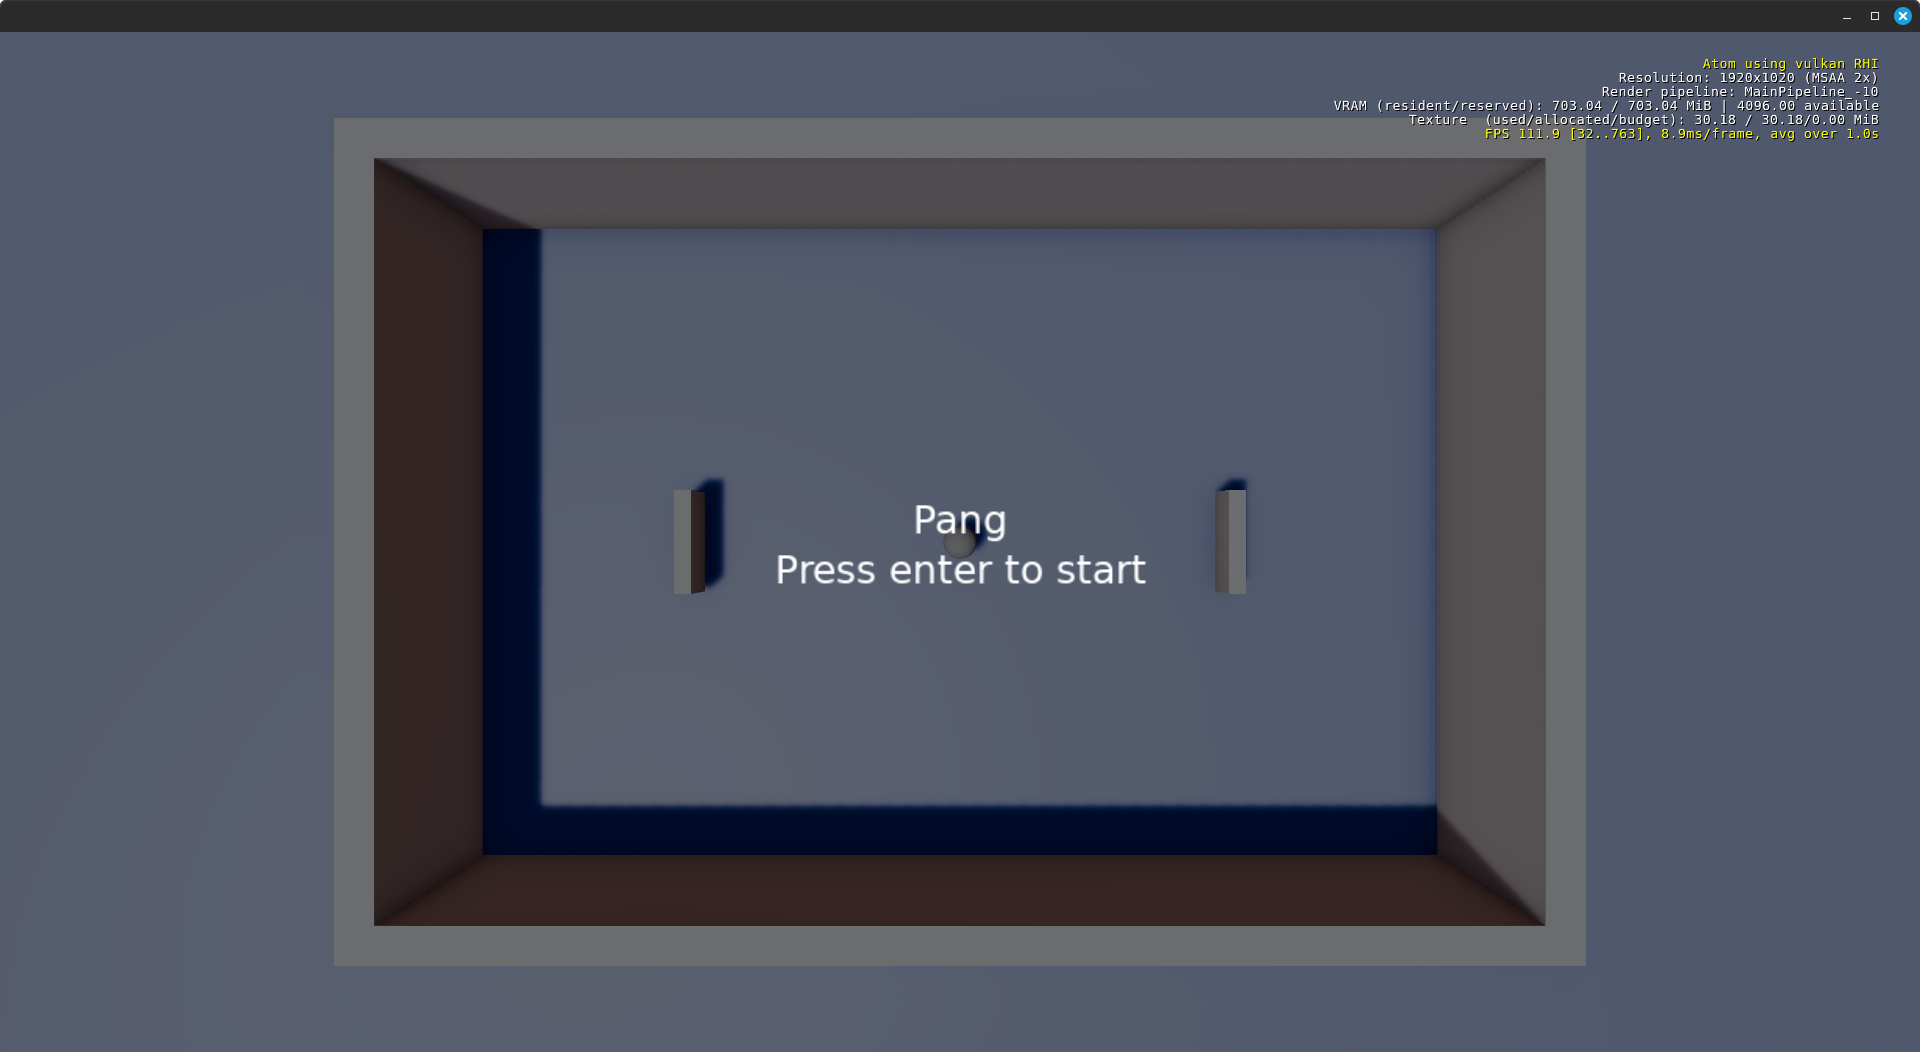 Atom using vulkan RHI
Resolution: 1920x1020 (MSAA 2x)
Render pipeline: MainPipeline_-10
VRAM (resident/reserved): 703.04 / 703.04 MiB | 4096.00 available
Texture  (used/allocated/budget): 30.18 / 30.18/0.00 MiB
FPS 111.9 [32..763], 8.9ms/frame, avg over 1.0s
Pang
Press enter to start